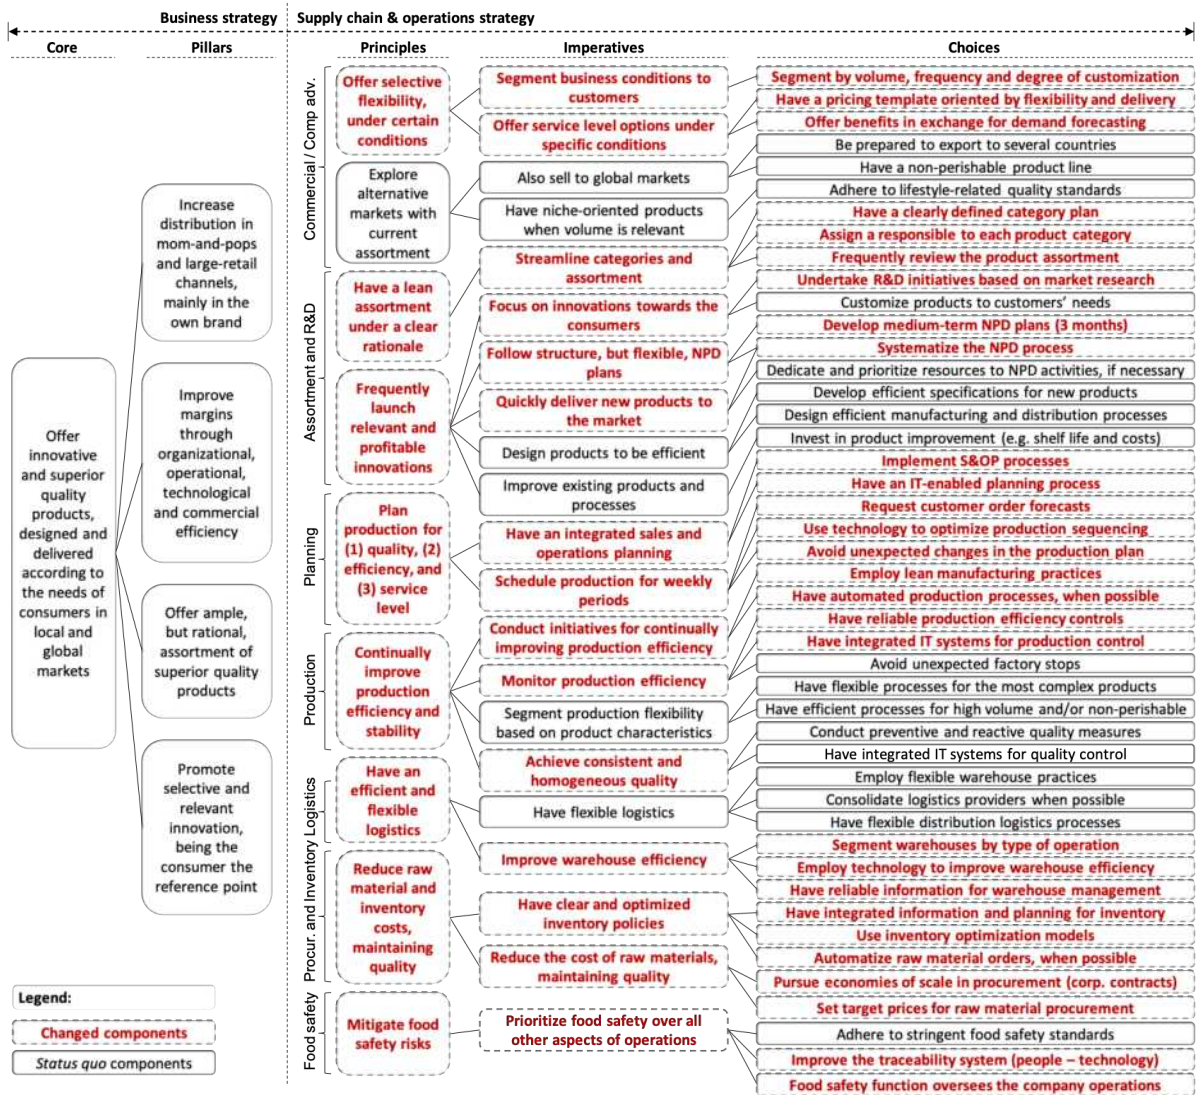 Business strategy
Supply chain & operations strategy
Core
Pillars
Principles
Imperatives
Choices
Offer
innovative
and superior
quality
products,
designed and
delivered
according to
the needs of
consumers in
local and
global
markets
Increase
distribution in
mom-and-pops
and large-retail
channels,
mainly in the
own brand
Improve
margins
through
organizational,
operational,
technological
and commercial
efficiency
Offer ample,
but rational,
assortment of
superior quality
products
Promote
selective and
relevant
innovation,
being the
consumer the
reference point
Commercial / Comp adv.
Assortment and R&D
Planning
Production
Logistics
Procur. and Inventory
Food safety
Offer selective
flexibility,
under certain
conditions
Explore
alternative
markets with
current
assortment
Have a lean
assortment
under a clear
rationale
Frequently
launch
relevant and
profitable
innovations
Plan
production for
(1) quality, (2)
efficiency, and
(3) service
level
Continually
improve
production
efficiency and
stability
Have an
efficient and
flexible
logistics
Reduce raw
material and
inventory
costs,
maintaining
quality
Mitigate food
safety risks
Segment business conditions to
customers
Offer service level options under
specific conditions
Also sell to global markets
Have niche-oriented products
when volume is relevant
Streamline categories and
assortment
Focus on innovations towards the
consumers
Follow structure, but flexible, NPD
plans
Quickly deliver new products to
the market
Design products to be efficient
Improve existing products and
processes
Have an integrated sales and
operations planning
Schedule production for weekly
periods
Conduct initiatives for continually
improving production efficiency
Monitor production efficiency
Segment production flexibility
based on product characteristics
Achieve consistent and
homogeneous quality
Have flexible logistics
Improve warehouse efficiency
Have clear and optimized
inventory policies
Reduce the cost of raw materials,
maintaining quality
Prioritize food safety over all
other aspects of operations
Segment by volume, frequency and degree of customization
Have a pricing template oriented by flexibility and delivery
Offer benefits in exchange for demand forecasting
Be prepared to export to several countries
Have a non-perishable product line
Adhere to lifestyle-related quality standards
Have a clearly defined category plan
Assign a responsible to each product category
Frequently review the product assortment
Undertake R&D initiatives based on market research
Customize products to customers' needs
Develop medium-term NPD plans (3 months)
Systematize the NPD process
Dedicate and prioritize resources to NPD activities, if necessary
Develop efficient specifications for new products
Design efficient manufacturing and distribution processes
Invest in product improvement (e.g. shelf life and costs)
Implement S&OP processes
Have an IT-enabled planning process
Request customer order forecasts
Use technology to optimize production sequencing
Avoid unexpected changes in the production plan
Employ lean manufacturing practices
Have automated production processes, when possible
Have reliable production efficiency controls
Have integrated IT systems for production control
Avoid unexpected factory stops
Have flexible processes for the most complex products
Have efficient processes for high volume and/or non-perishable
Conduct preventive and reactive quality measures
Have integrated IT systems for quality control
Employ flexible warehouse practices
Consolidate logistics providers when possible
Have flexible distribution logistics processes
Segment warehouses by type of operation
Employ technology to improve warehouse efficiency
Have reliable information for warehouse management
Have integrated information and planning for inventory
Use inventory optimization models
Automatize raw material orders, when possible
Pursue economies of scale in procurement (corp. contracts)
Set target prices for raw material procurement
Adhere to stringent food safety standards
Improve the traceability system (people – technology)
Food safety function oversees the company operations
Legend:
Changed components
Status quo components